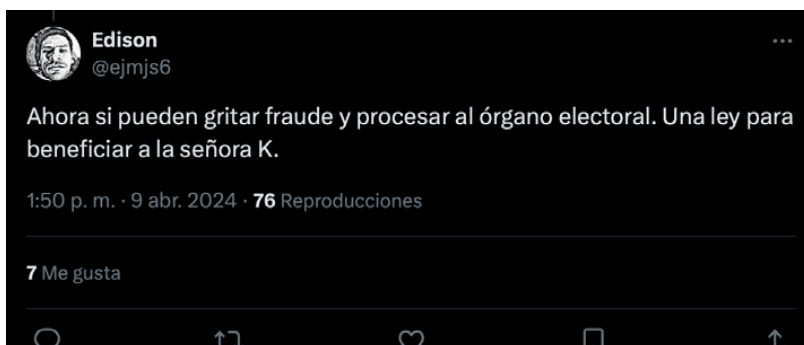 Edison
@ejmjs6
Ahora si pueden gritar fraude y procesar al órgano electoral. Una ley para
beneficiar a la señora K.
1:50 p. m. · 9 abr. 2024 · 76 Reproducciones
7 Me gusta